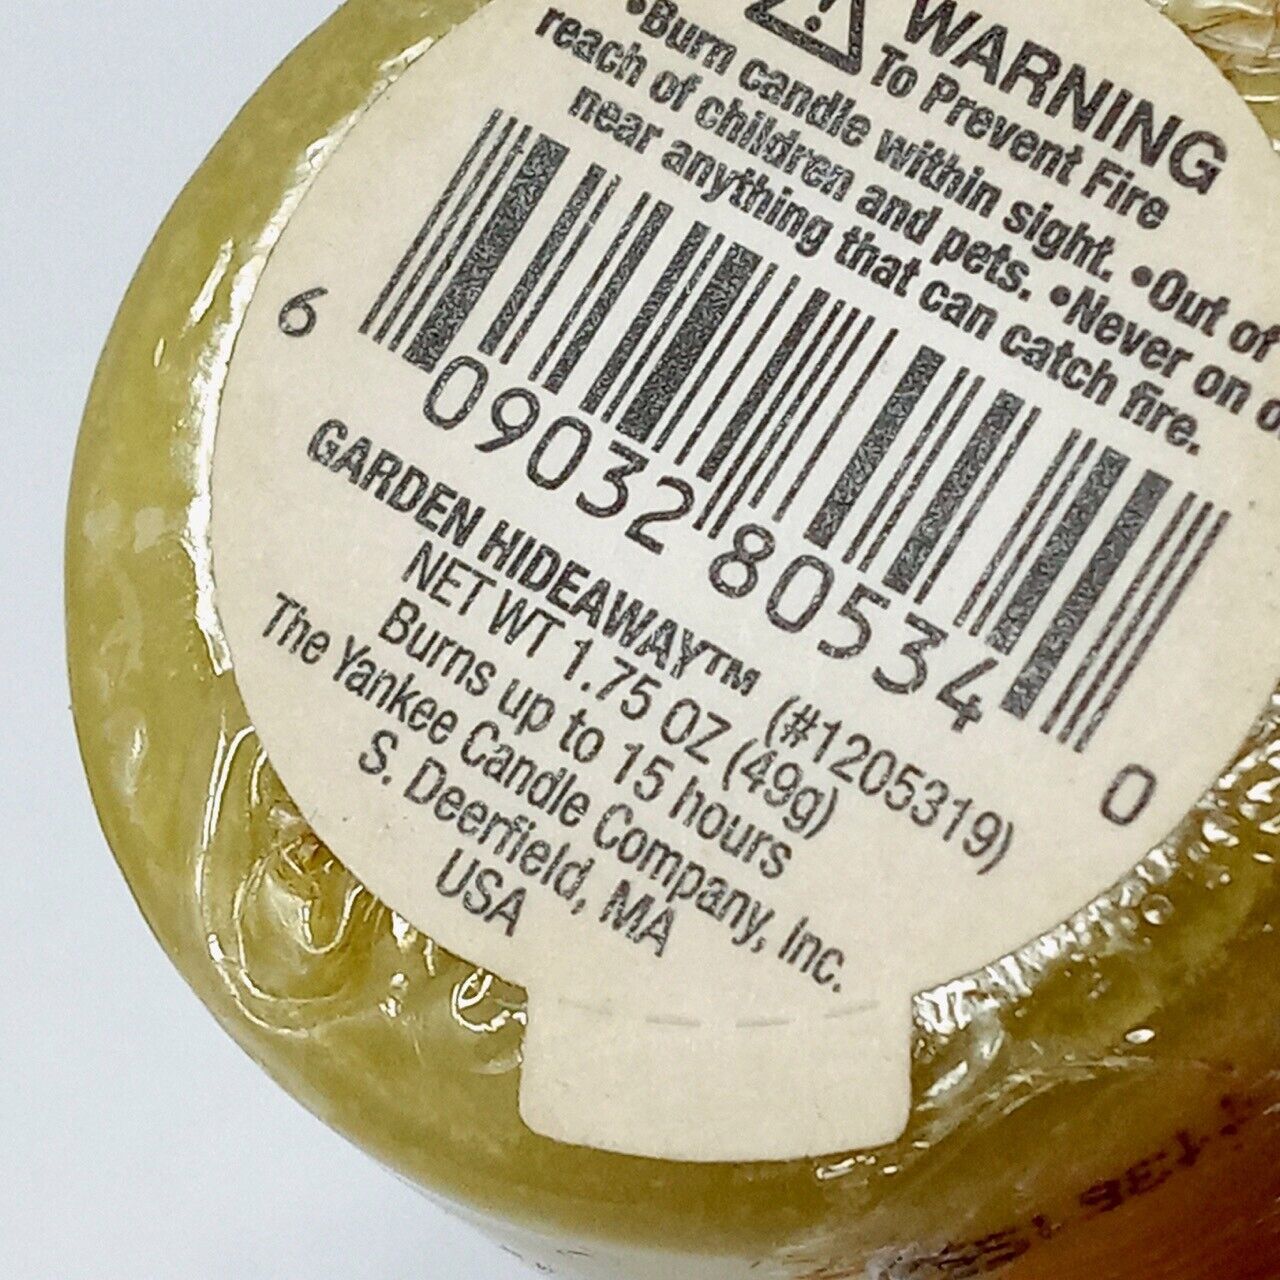 WARNING
To Prevent Fire
•Burn candle within sight. •Out of
reach of children and pets. •Never on or
near anything that can catch fire.
6 09032 80534 0
GARDEN HIDEAWAY™ (#1205319)
NET WT 1.75 OZ (49g)
Burns up to 15 hours
The Yankee Candle Company, Inc.
S. Deerfield, MA
USA